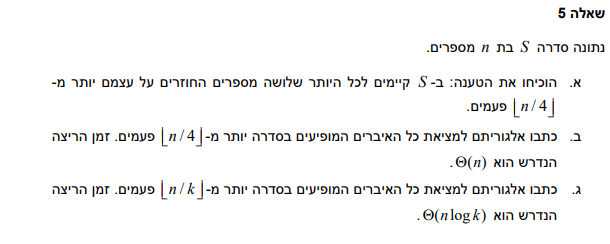 שאלה 5
נתונה סדרה S בת n מספרים.
א. הוכיחו את הטענה: ב-S קיימים לכל היותר שלושה מספרים החוזרים על עצמם יותר מ-
⌊n/4⌋ פעמים.
ב. כתבו אלגוריתם למציאת כל האיברים המופיעים בסדרה יותר מ-⌊n/4⌋ פעמים. זמן הריצה
הנדרש הוא Θ(n).
ג. כתבו אלגוריתם למציאת כל האיברים המופיעים בסדרה יותר מ-⌊n/k⌋ פעמים. זמן הריצה
הנדרש הוא Θ(n log k).